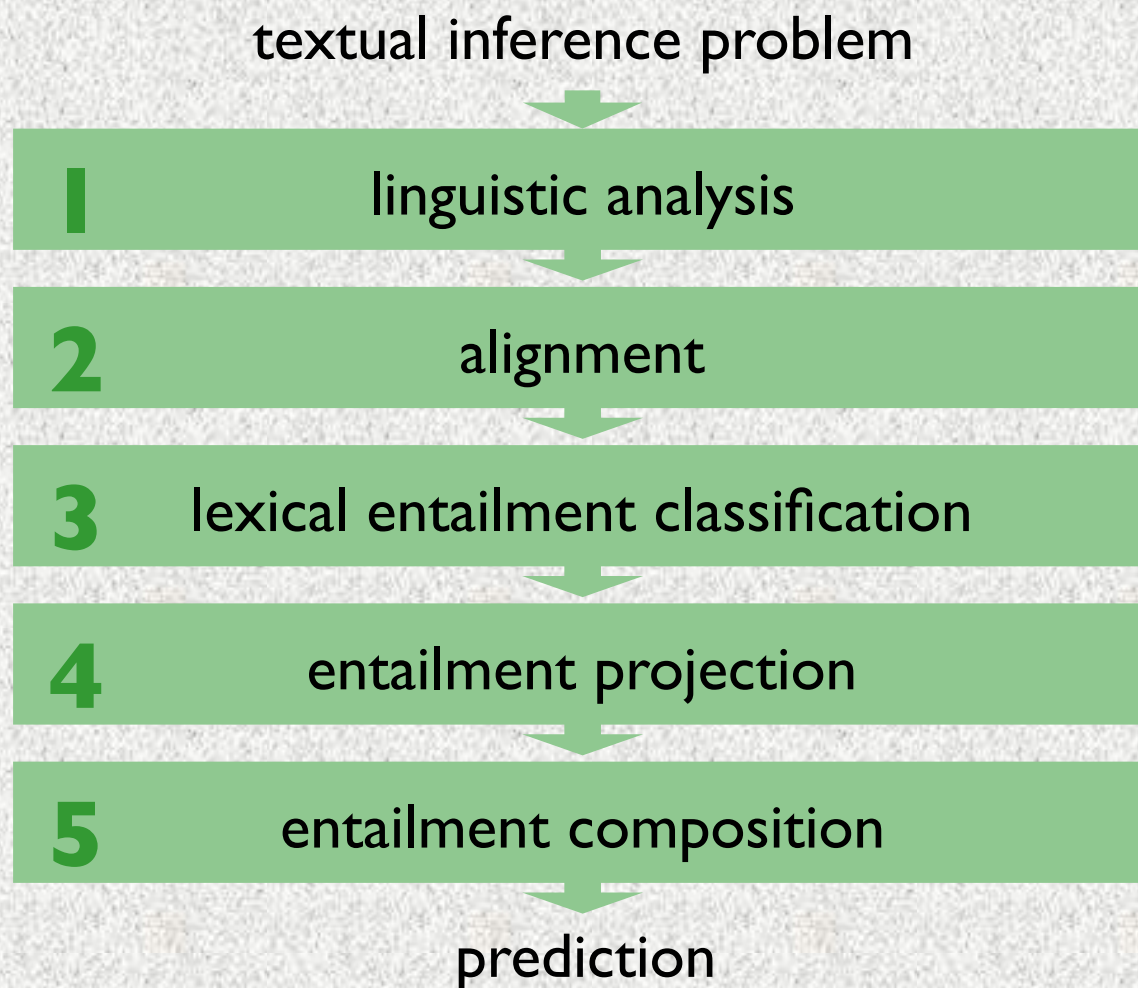 textual inference problem
1 linguistic analysis
2 alignment
3 lexical entailment classification
4 entailment projection
5 entailment composition
prediction